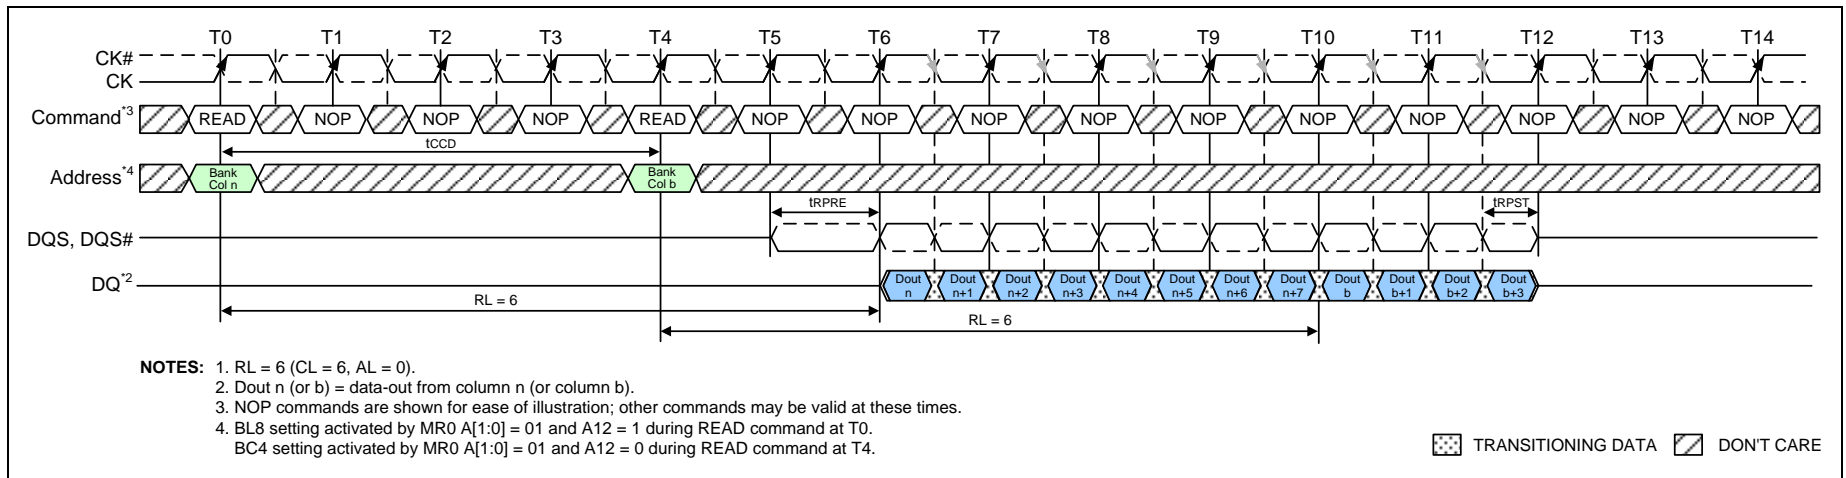 T0 T1 T2 T3 T4 T5 T6 T7 T8 T9 T10 T11 T12 T13 T14
CK#
CK
Command*3 READ NOP NOP NOP READ NOP NOP NOP NOP NOP NOP NOP NOP NOP NOP
tCCD
Address*4 Bank Col n Bank Col b
tRPRE tRPST
DQS, DQS#
DQ*2 Dout n Dout n+1 Dout n+2 Dout n+3 Dout n+4 Dout n+5 Dout n+6 Dout n+7 Dout b Dout b+1 Dout b+2 Dout b+3
RL = 6
RL = 6
NOTES: 1. RL = 6 (CL = 6, AL = 0).
2. Dout n (or b) = data-out from column n (or column b).
3. NOP commands are shown for ease of illustration; other commands may be valid at these times.
4. BL8 setting activated by MR0 A[1:0] = 01 and A12 = 1 during READ command at T0.
BC4 setting activated by MR0 A[1:0] = 01 and A12 = 0 during READ command at T4.
TRANSITIONING DATA DON'T CARE